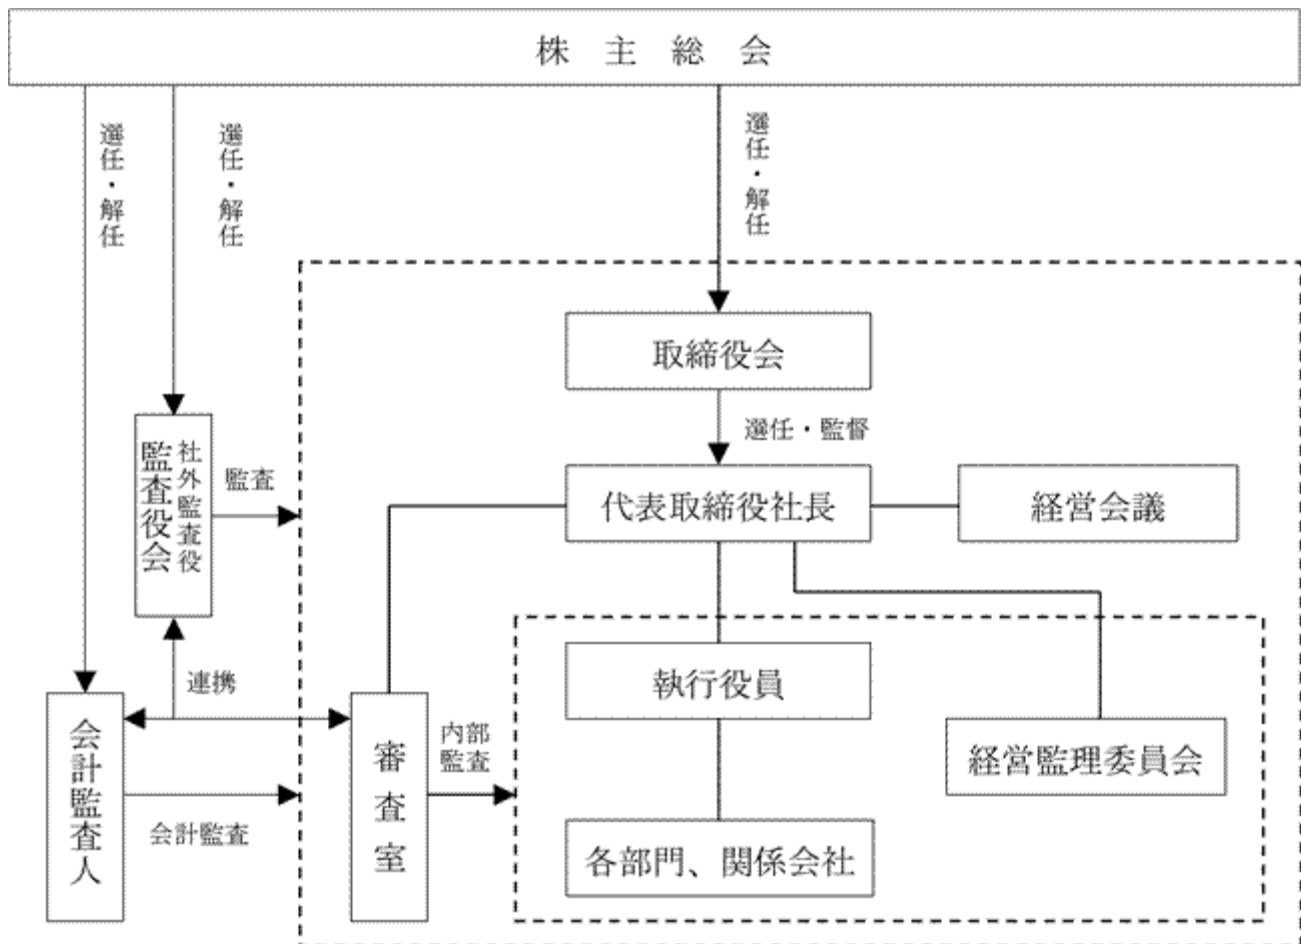 株主総会
選任・解任
選任・解任
選任・解任
取締役会
選任・監督
監査役会
社外監査役
監査
代表取締役社長
経営会議
連携
執行役員
会計監査人
審査室
内部
監査
経営監理委員会
会計監査
各部門、関係会社